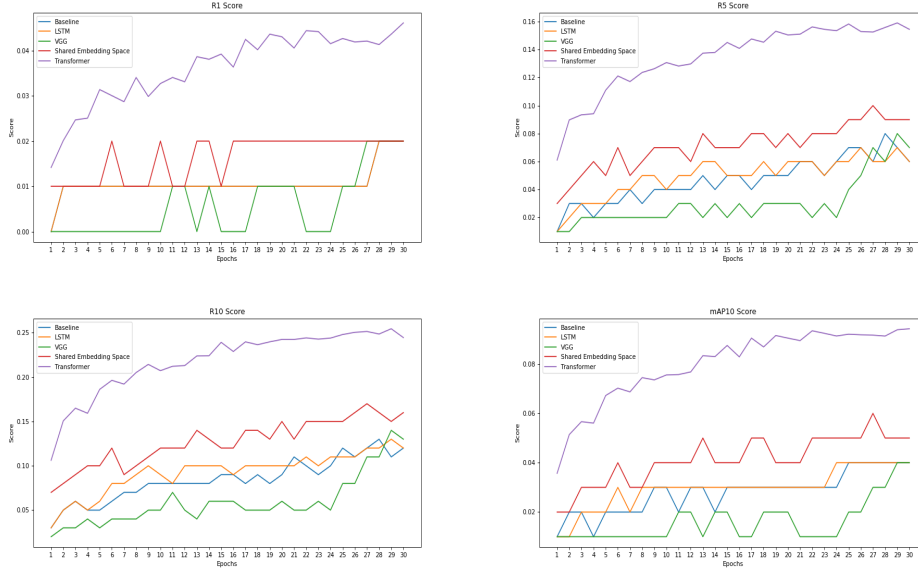 R1 Score
Baseline
LSTM
VGG
Shared Embedding Space
Transformer
0.04
0.03
0.02
0.01
0.00
Score
1 2 3 4 5 6 7 8 9 10 11 12 13 14 15 16 17 18 19 20 21 22 23 24 25 26 27 28 29 30
Epochs
R5 Score
Baseline
LSTM
VGG
Shared Embedding Space
Transformer
0.16
0.14
0.12
0.10
0.08
0.06
0.04
0.02
Score
1 2 3 4 5 6 7 8 9 10 11 12 13 14 15 16 17 18 19 20 21 22 23 24 25 26 27 28 29 30
Epochs
R10 Score
Baseline
LSTM
VGG
Shared Embedding Space
Transformer
0.25
0.20
0.15
0.10
0.05
Score
1 2 3 4 5 6 7 8 9 10 11 12 13 14 15 16 17 18 19 20 21 22 23 24 25 26 27 28 29 30
Epochs
mAP10 Score
Baseline
LSTM
VGG
Shared Embedding Space
Transformer
0.08
0.06
0.04
0.02
Score
1 2 3 4 5 6 7 8 9 10 11 12 13 14 15 16 17 18 19 20 21 22 23 24 25 26 27 28 29 30
Epochs